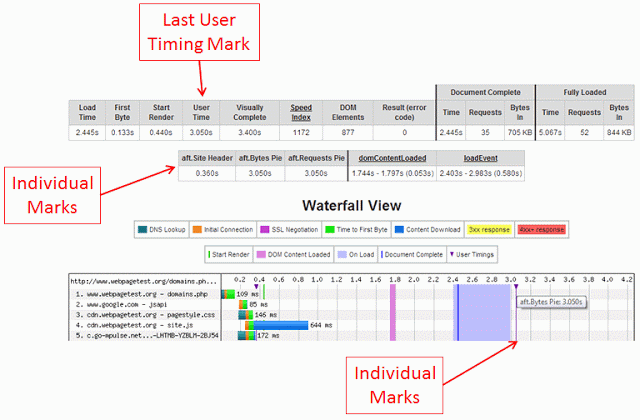 Last User
Timing Mark
Document Complete Fully Loaded
Load Time First Byte Start Render User Time Visually Complete Speed Index DOM Elements Result (error code) Time Requests Bytes In Time Requests Bytes In
2.445s 0.133s 0.440s 3.050s 3.400s 1172 877 0 2.445s 35 705 KB 5.067s 52 844 KB
aft.Site Header aft.Bytes Pie aft.Requests Pie domContentLoaded loadEvent
0.360s 3.050s 3.050s 1.744s - 1.797s (0.053s) 2.403s - 2.983s (0.580s)
Individual
Marks
Waterfall View
DNS Lookup Initial Connection SSL Negotiation Time to First Byte Content Download 3xx response 4xx+ response
Start Render DOM Content Loaded On Load Document Complete User Timings
http://www.webpagetest.org/domains.ph... 0.2 0.4 0.6 0.8 1.0 1.2 1.4 1.6 1.8 2.0 2.2 2.4 2.6 2.8 3.0 3.2 3.4 3.6 3.8 4.0 4.2
1. www.webpagetest.org - domains.php 109 ms
aft.Bytes Pie: 3.050s
2. www.google.com - jsapi 85 ms
3. cdn.webpagetest.org - pagestyle.css 146 ms
4. cdn.webpagetest.org - site.js 644 ms
5. c.go-mpulse.net...-LMTMB-YZBLM-2BJ54 172 ms
Individual
Marks